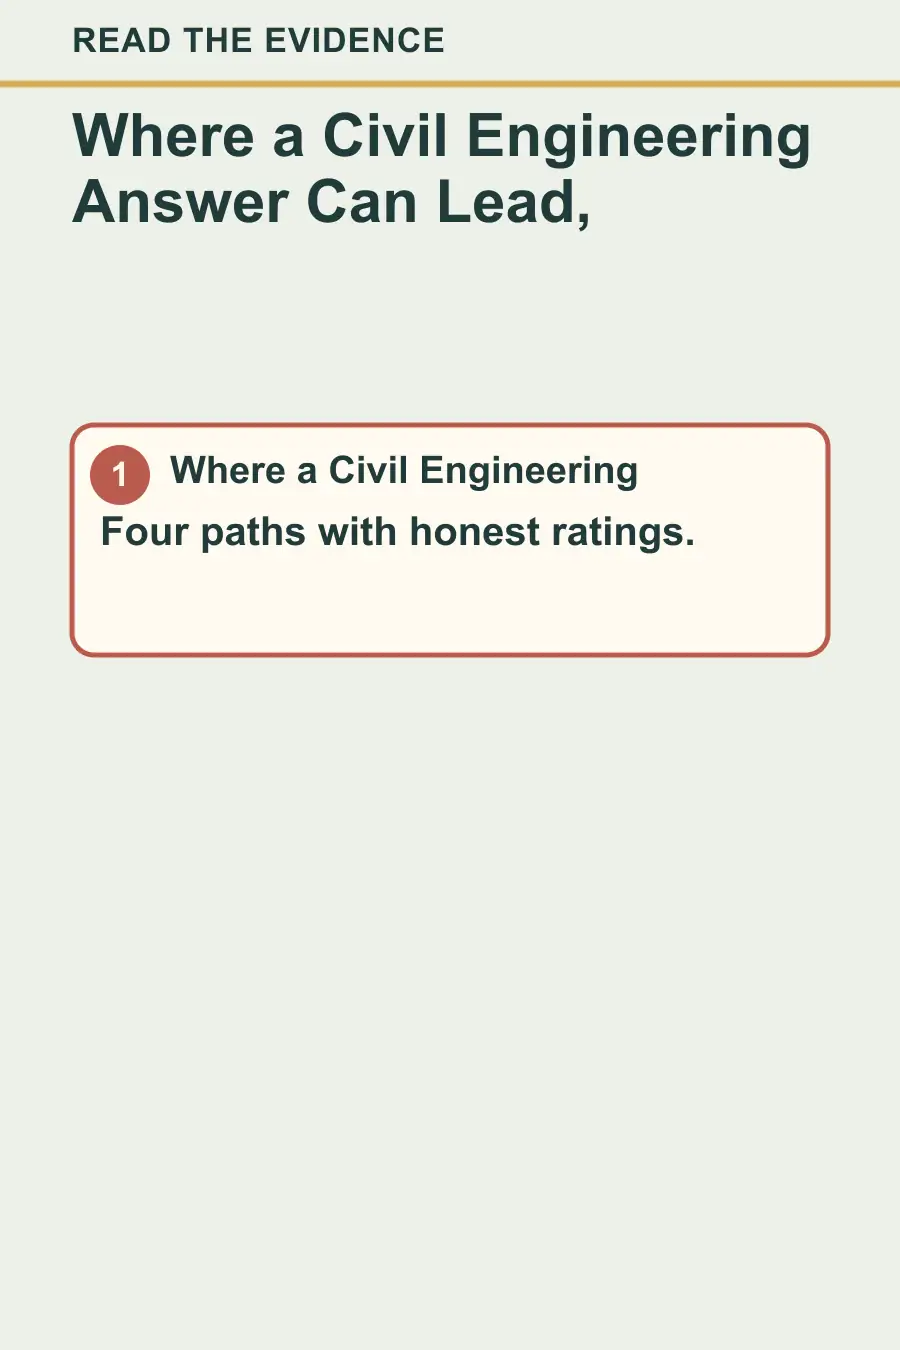 READ THE EVIDENCE
Where a Civil Engineering
Answer Can Lead,
1 Where a Civil Engineering
Four paths with honest ratings.